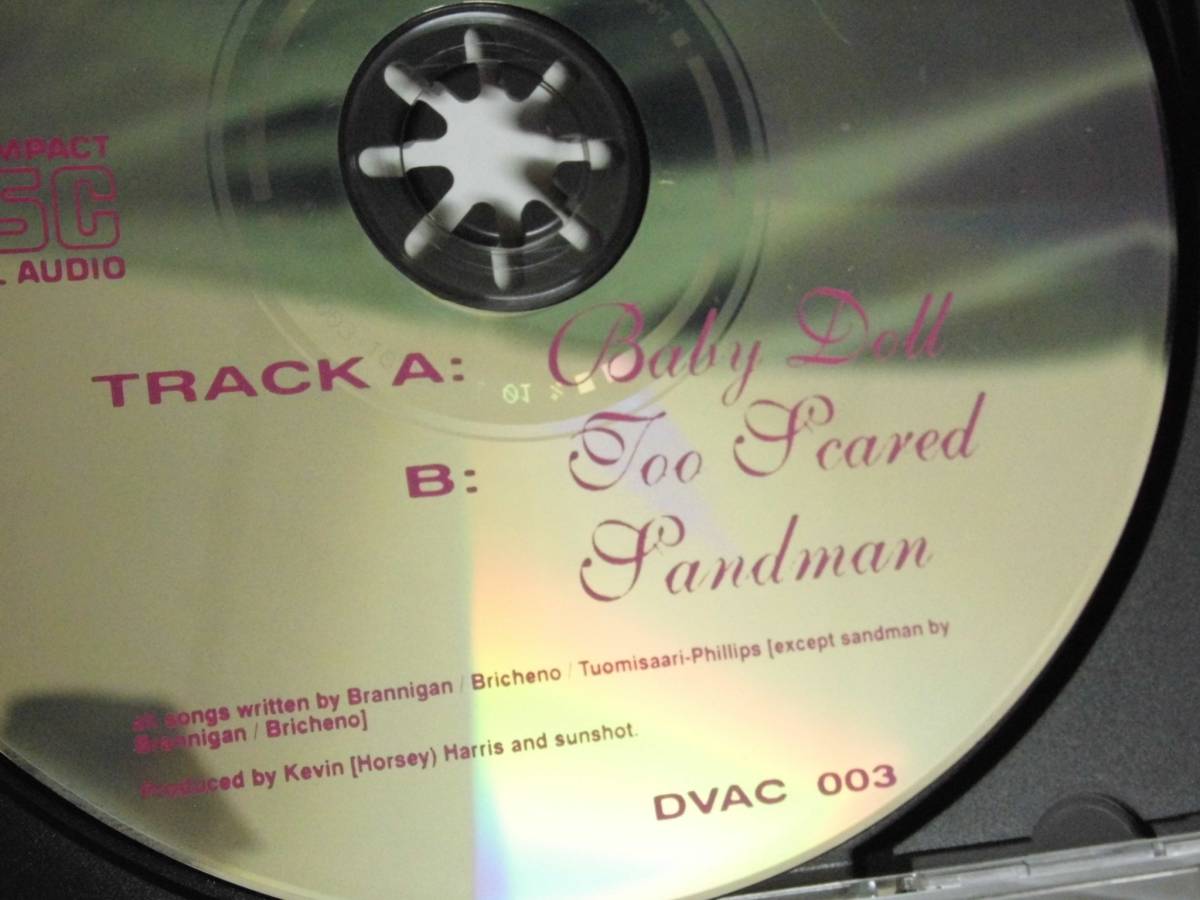 MPACT
SC
L AUDIO
TRACK A: Baby Doll
B: Too Scared
Sandman
all songs written by Brannigan / Bricheno / Tuomisaari-Phillips [except sandman by
Brannigan / Bricheno]
Produced by Kevin [Horsey) Harris and sunshot.
DVAC 003